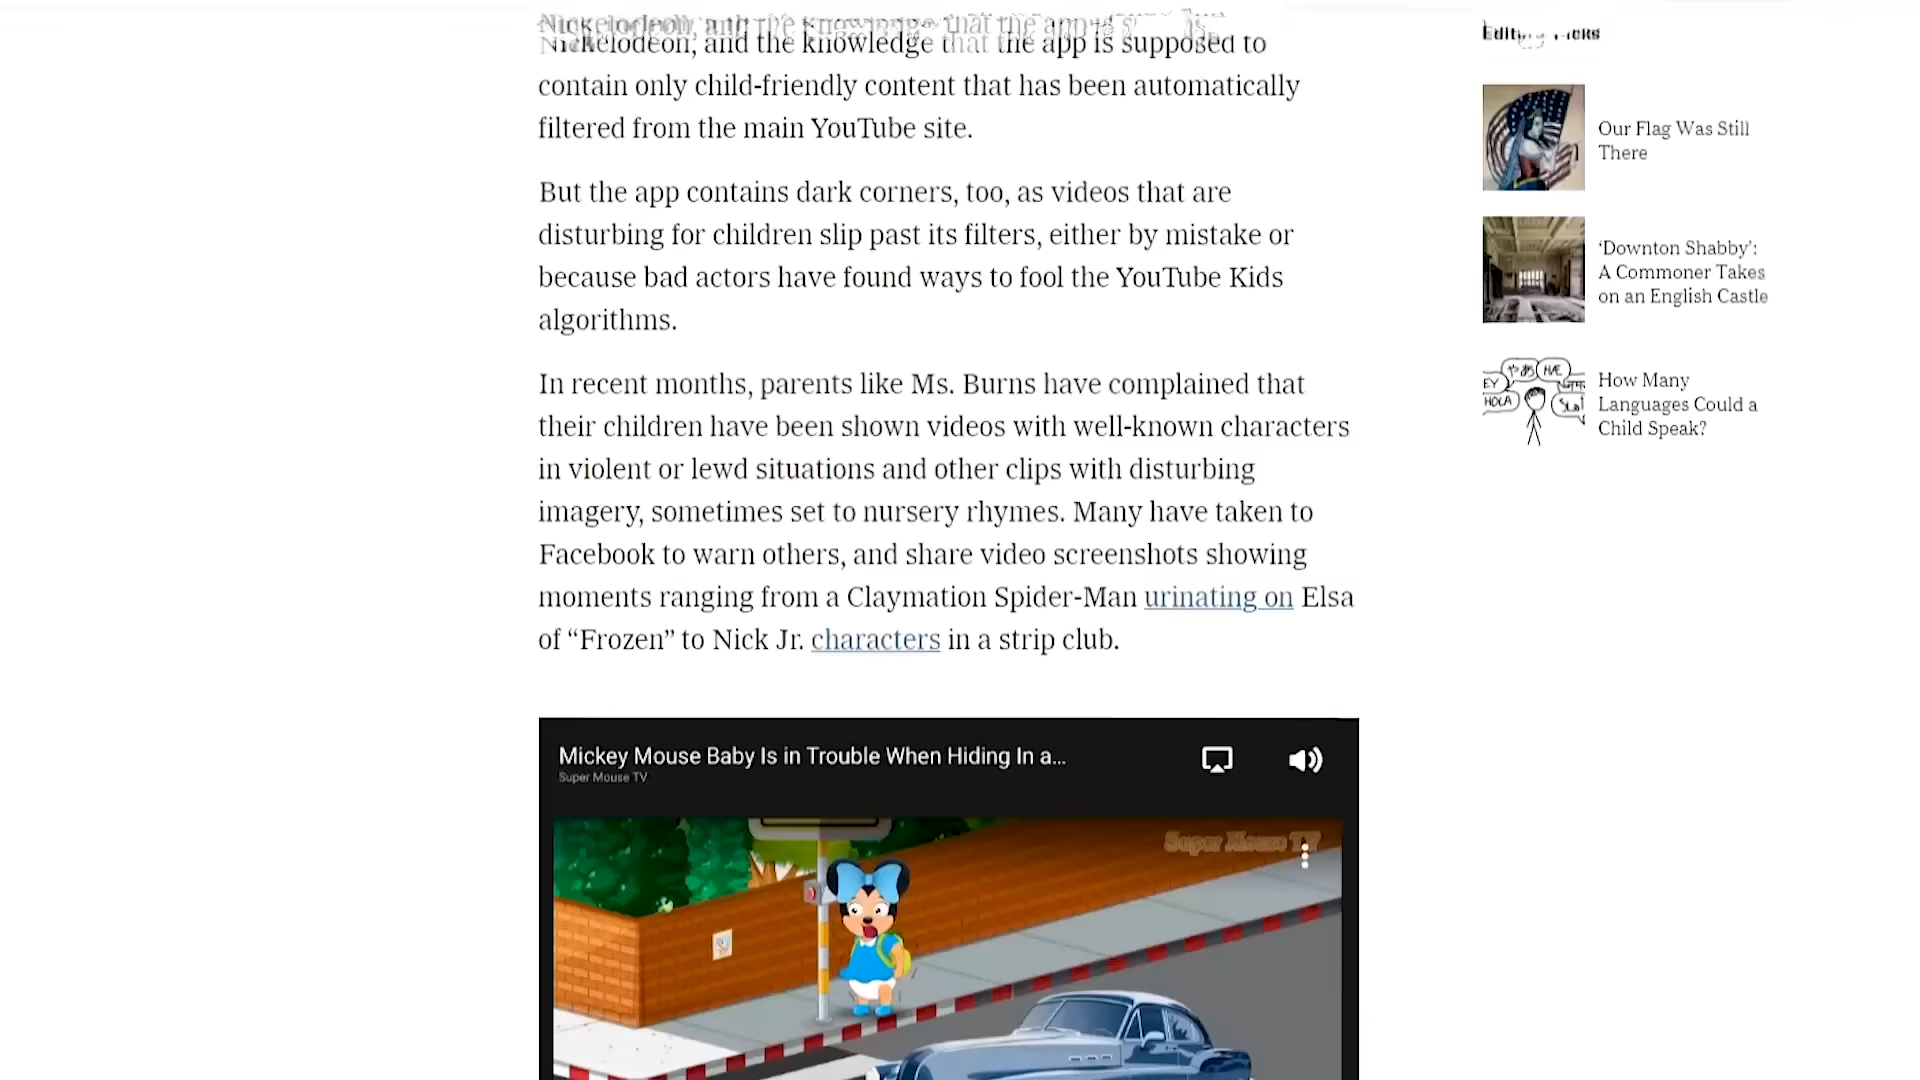 Nickelodeon, and the knowledge that the app is supposed to
contain only child-friendly content that has been automatically
filtered from the main YouTube site.
But the app contains dark corners, too, as videos that are
disturbing for children slip past its filters, either by mistake or
because bad actors have found ways to fool the YouTube Kids
algorithms.
In recent months, parents like Ms. Burns have complained that
their children have been shown videos with well-known characters
in violent or lewd situations and other clips with disturbing
imagery, sometimes set to nursery rhymes. Many have taken to
Facebook to warn others, and share video screenshots showing
moments ranging from a Claymation Spider-Man urinating on Elsa
of “Frozen” to Nick Jr. characters in a strip club.
Mickey Mouse Baby Is in Trouble When Hiding In a...
Super Mouse TV
Super Mouse TV
Our Flag Was Still
There
‘Downton Shabby’:
A Commoner Takes
on an English Castle
EY
HOLA
HÆ
How Many
Languages Could a
Child Speak?